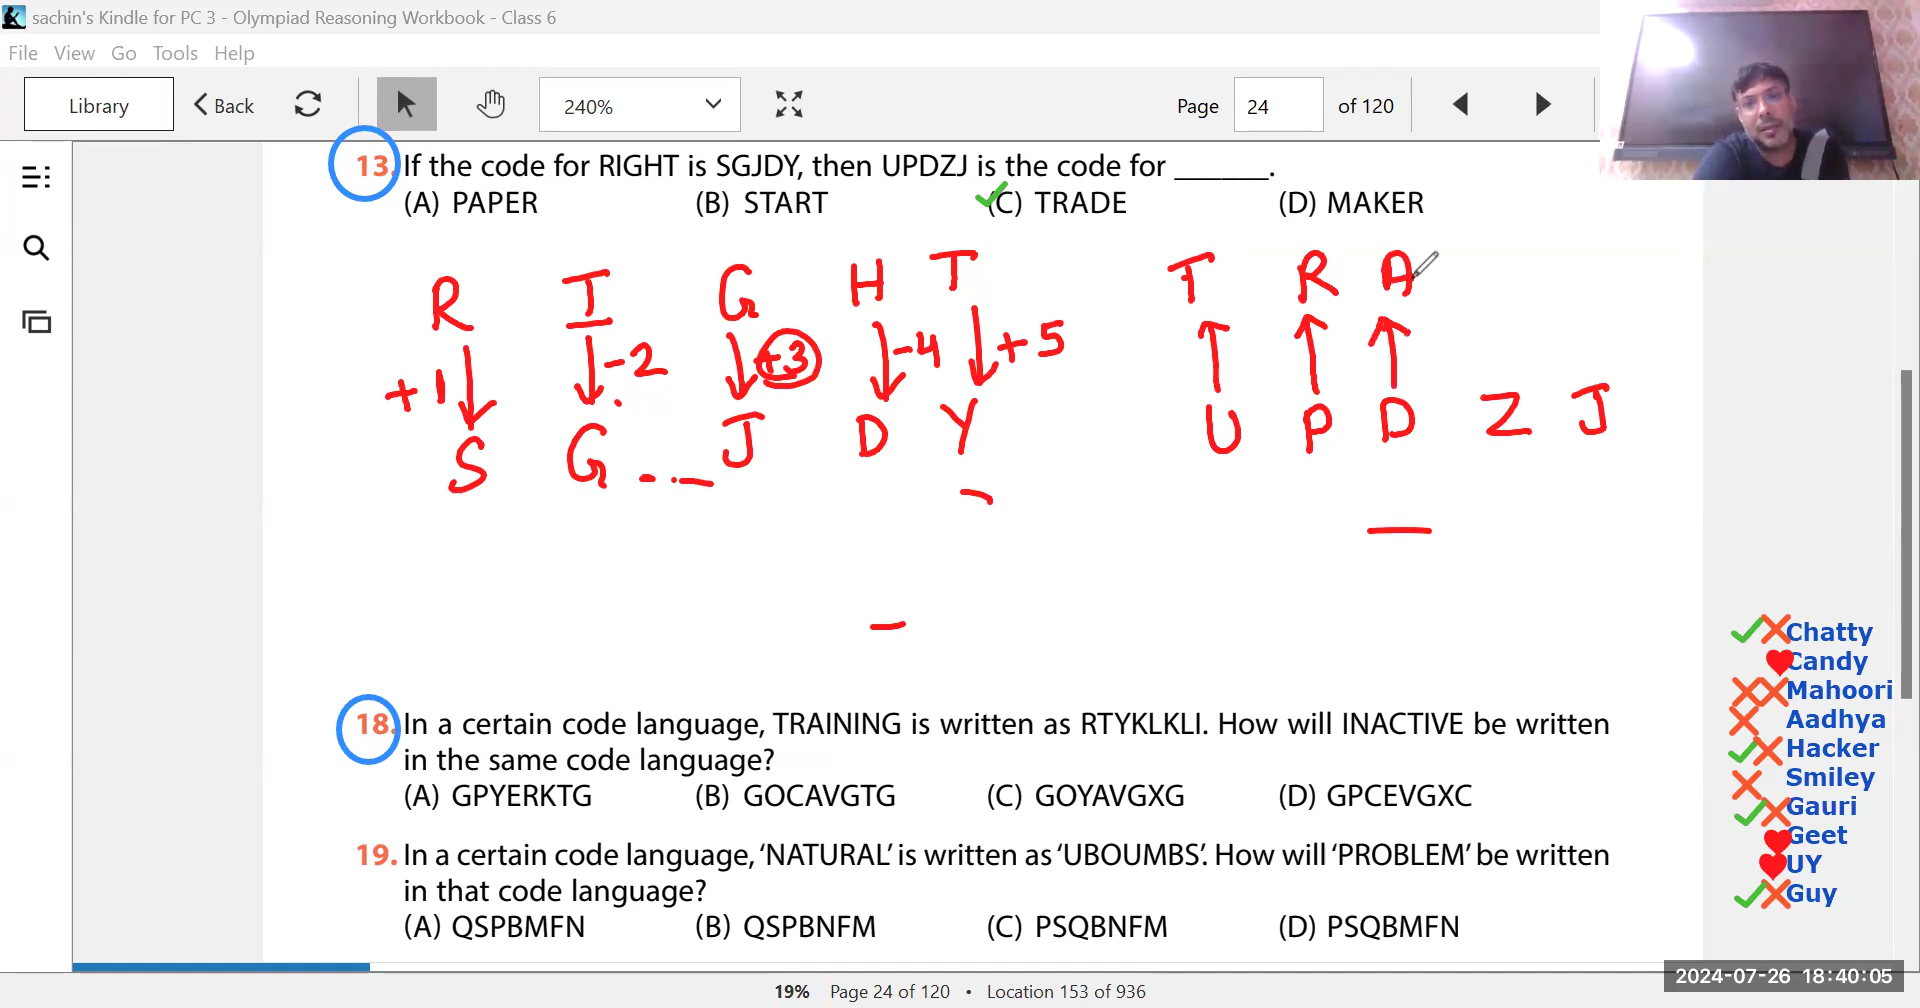 sachin's Kindle for PC 3 - Olympiad Reasoning Workbook - Class 6
File View Go Tools Help
Library Back 240% Page 24 of 120
13. If the code for RIGHT is SGJDY, then UPDZJ is the code for ______.
(A) PAPER (B) START (C) TRADE (D) MAKER
R I G H T T R A
+1 -2 +3 -4 +5
S G J D Y U P D Z J
18. In a certain code language, TRAINING is written as RTYKLKLI. How will INACTIVE be written
in the same code language?
(A) GPYERKTG (B) GOCAVGTG (C) GOYAVGXG (D) GPCEVGXC
19. In a certain code language, ‘NATURAL’ is written as ‘UBOUMBS’. How will ‘PROBLEM’ be written
in that code language?
(A) QSPBMFN (B) QSPBNFM (C) PSQBNFM (D) PSQBMFN
Chatty
Candy
Mahoori
Aadhya
Hacker
Smiley
Gauri
Geet
UY
Guy
2024-07-26 18:40:05
19% Page 24 of 120 • Location 153 of 936